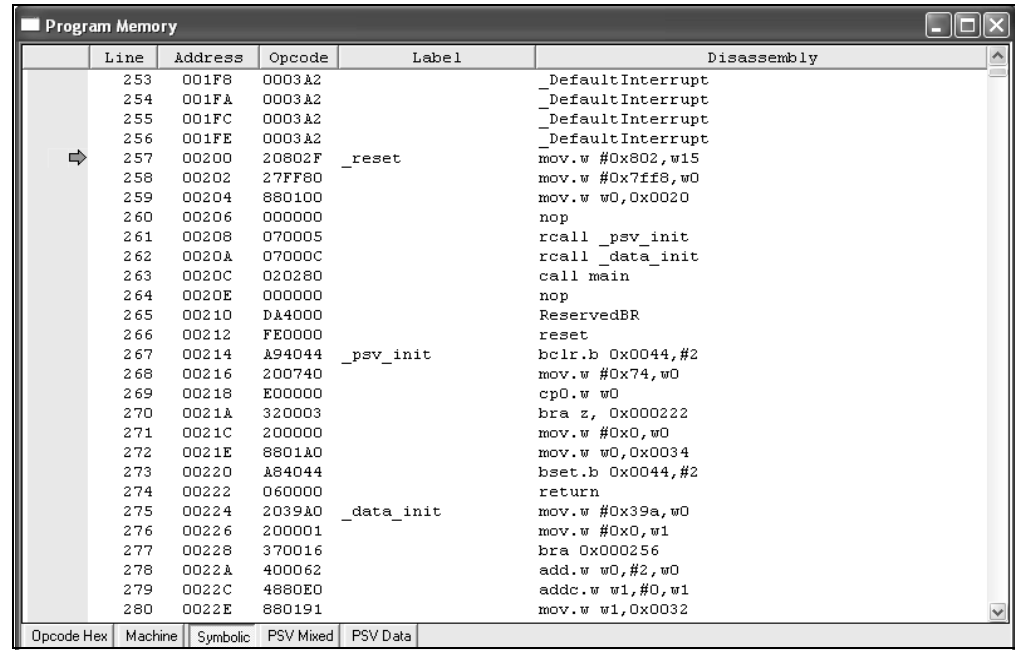 Program Memory
Line Address Opcode Label Disassembly
253 001F8 0003A2 _DefaultInterrupt
254 001FA 0003A2 _DefaultInterrupt
255 001FC 0003A2 _DefaultInterrupt
256 001FE 0003A2 _DefaultInterrupt
257 00200 20802F _reset mov.w #0x802,w15
258 00202 27FF80 mov.w #0x7ff8,w0
259 00204 880100 mov.w w0,0x0020
260 00206 000000 nop
261 00208 070005 rcall _psv_init
262 0020A 07000C rcall _data_init
263 0020C 020280 call main
264 0020E 000000 nop
265 00210 DA4000 ReservedBR
266 00212 FE0000 reset
267 00214 A94044 _psv_init bclr.b 0x0044,#2
268 00216 200740 mov.w #0x74,w0
269 00218 E00000 cp0.w w0
270 0021A 320003 bra z, 0x000222
271 0021C 200000 mov.w #0x0,w0
272 0021E 8801A0 mov.w w0,0x0034
273 00220 A84044 bset.b 0x0044,#2
274 00222 060000 return
275 00224 2039A0 _data_init mov.w #0x39a,w0
276 00226 200001 mov.w #0x0,w1
277 00228 370016 bra 0x000256
278 0022A 400062 add.w w0,#2,w0
279 0022C 4880E0 addc.w w1,#0,w1
280 0022E 880191 mov.w w1,0x0032
Opcode Hex Machine Symbolic PSV Mixed PSV Data